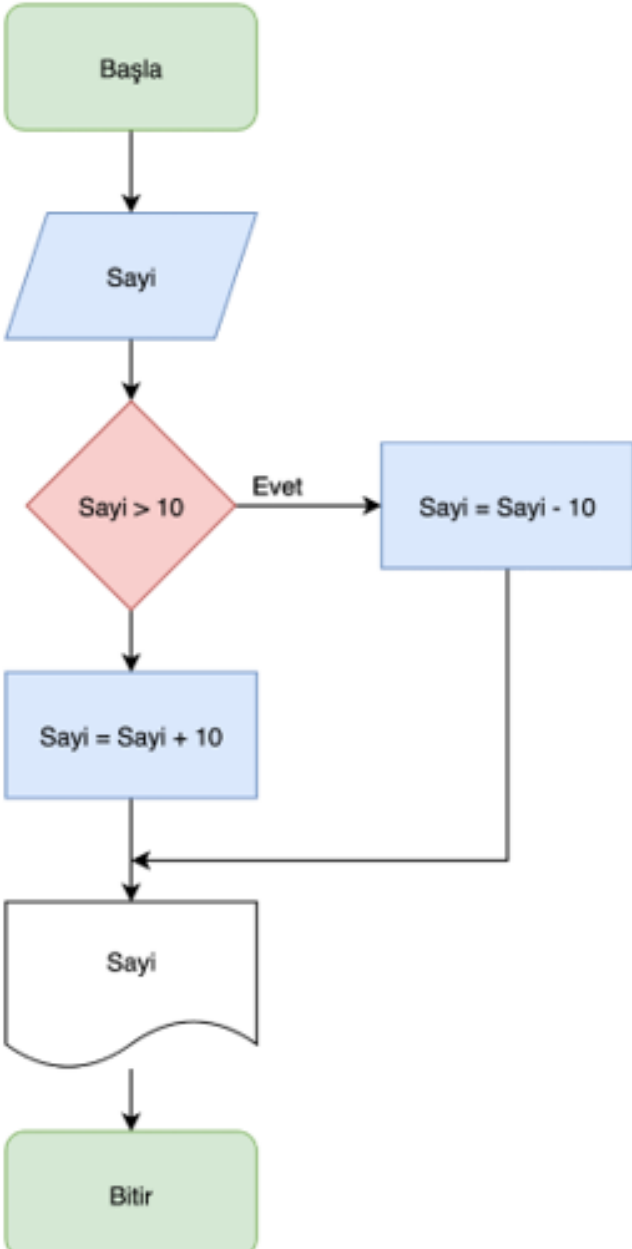 Başla
Sayi
Sayi > 10
Evet
Sayi = Sayi - 10
Sayi = Sayi + 10
Sayi
Bitir